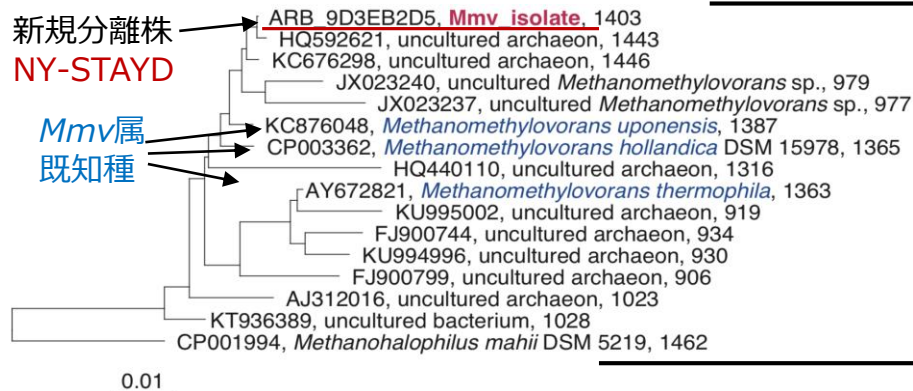 新規分離株
NY-STAYD
Mmv属
既知種
ARB_9D3EB2D5, Mmv_isolate, 1403
HQ592621, uncultured archaeon, 1443
KC676298, uncultured archaeon, 1446
JX023240, uncultured Methanomethylovorans sp., 979
JX023237, uncultured Methanomethylovorans sp., 977
KC876048, Methanomethylovorans uponensis, 1387
CP003362, Methanomethylovorans hollandica DSM 15978, 1365
HQ440110, uncultured archaeon, 1316
AY672821, Methanomethylovorans thermophila, 1363
KU995002, uncultured archaeon, 919
FJ900744, uncultured archaeon, 934
KU994996, uncultured archaeon, 930
FJ900799, uncultured archaeon, 906
AJ312016, uncultured archaeon, 1023
KT936389, uncultured bacterium, 1028
CP001994, Methanohalophilus mahii DSM 5219, 1462
0.01